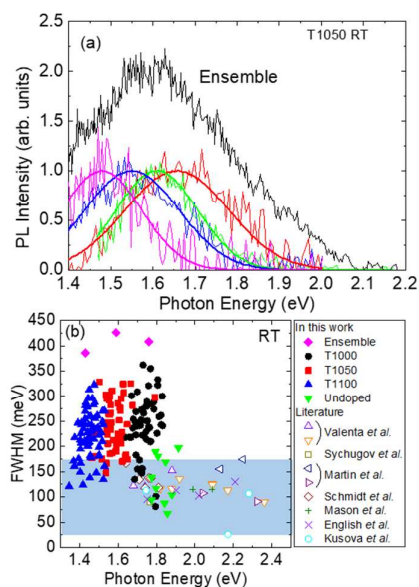 (a)
T1050 RT
Ensemble
PL Intensity (arb. units)
2.5
2.0
1.5
1.0
0.5
0.0
1.4 1.5 1.6 1.7 1.8 1.9 2.0 2.1 2.2
Photon Energy (eV)
(b)
RT
FWHM (meV)
450
400
350
300
250
200
150
100
50
0
1.4 1.6 1.8 2.0 2.2 2.4
Photon Energy (eV)
In this work
Ensemble
T1000
T1050
T1100
Undoped
Literature
Valenta et al.
Sychugov et al.
Martin et al.
Schmidt et al.
Mason et al.
English et al.
Kusova et al.